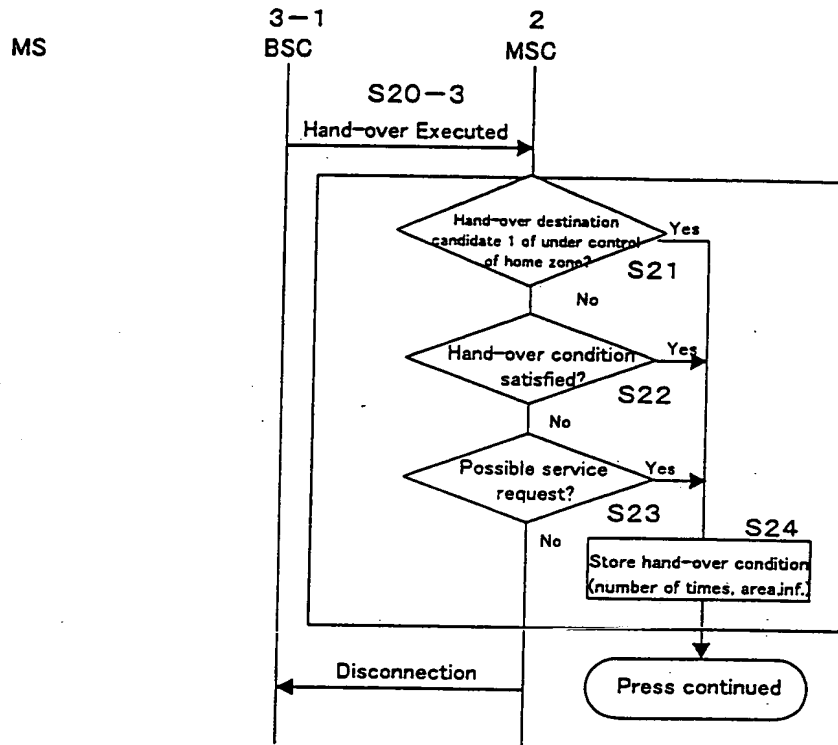 3-1
2
MS
BSC
MSC
S20-3
Hand-over Executed
Hand-over destination
candidate 1 of under control
of home zone?
Yes
S21
No
Hand-over condition
satisfied?
Yes
S22
No
Possible service
request?
Yes
S23
No
S24
Store hand-over condition
(number of times, area,inf.)
Disconnection
Press continued